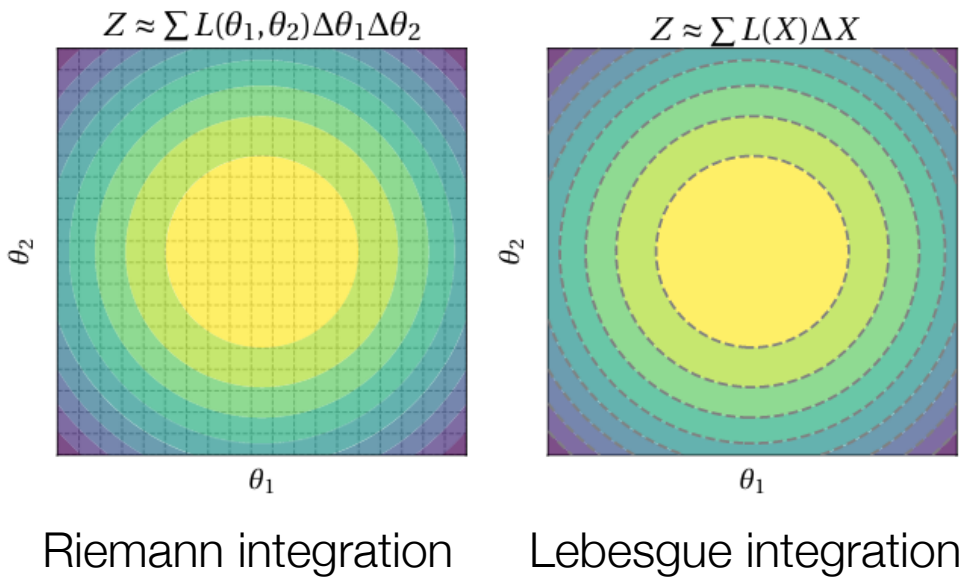 Z ≈ ∑ L(θ₁,θ₂)Δθ₁Δθ₂
Z ≈ ∑ L(X)ΔX
θ₂
θ₂
θ₁
θ₁
Riemann integration
Lebesgue integration